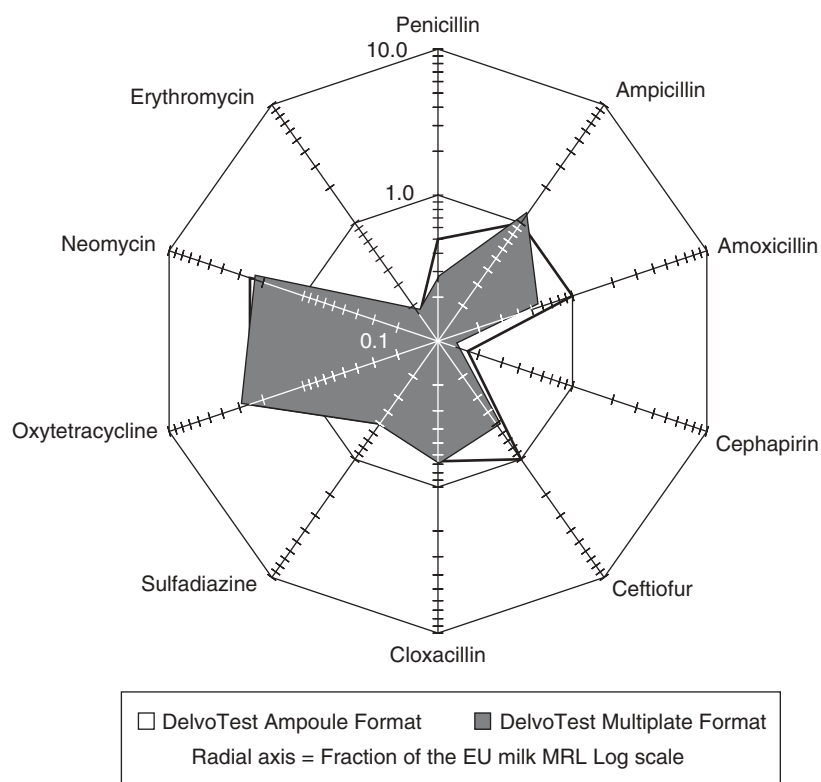 Penicillin
10.0
Erythromycin
Ampicillin
1.0
Neomycin
Amoxicillin
0.1
Oxytetracycline
Cephapirin
Sulfadiazine
Ceftiofur
Cloxacillin
DelvoTest Ampoule Format DelvoTest Multiplate Format
Radial axis = Fraction of the EU milk MRL Log scale